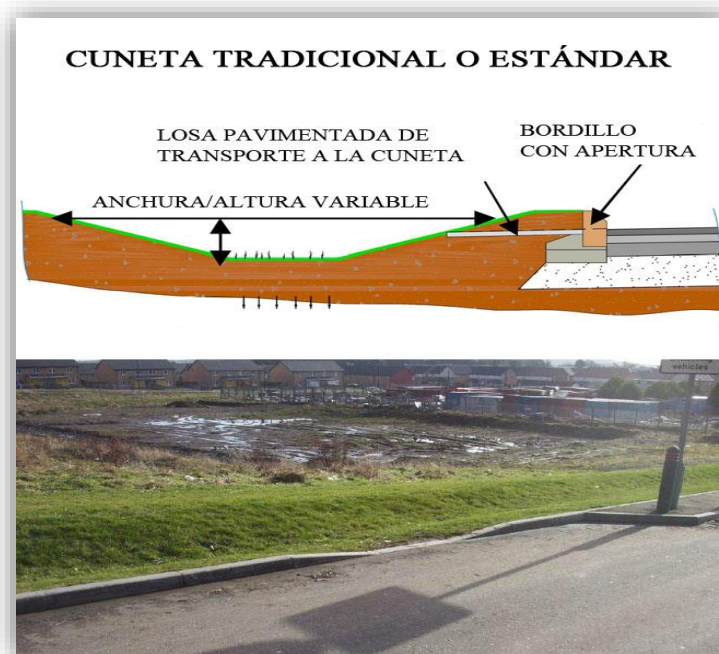 CUNETA TRADICIONAL O ESTÁNDAR
LOSA PAVIMENTADA DE
TRANSPORTE A LA CUNETA
BORDILLO
CON APERTURA
ANCHURA/ALTURA VARIABLE
vehicles